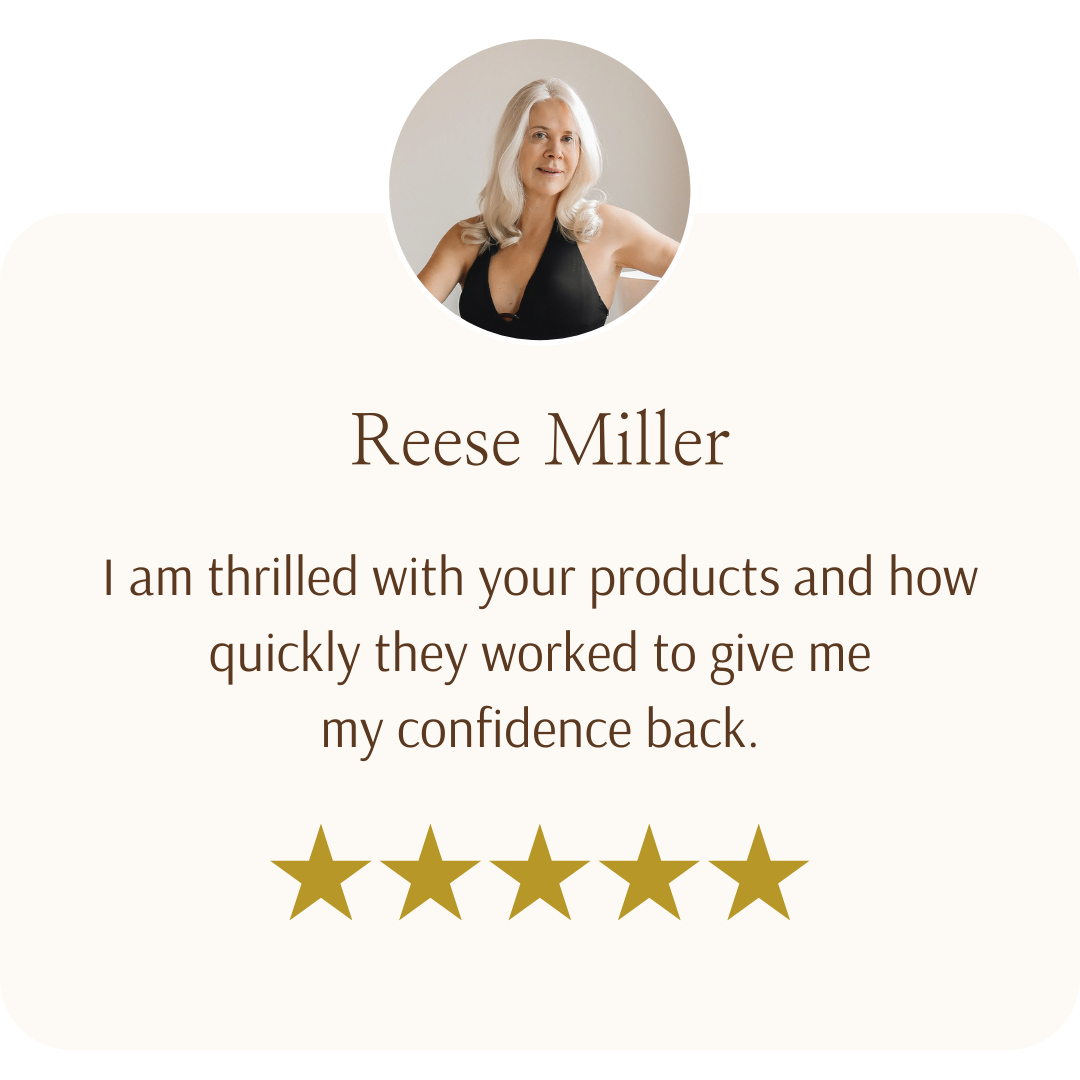 Reese Miller
I am thrilled with your products and how
quickly they worked to give me
my confidence back.